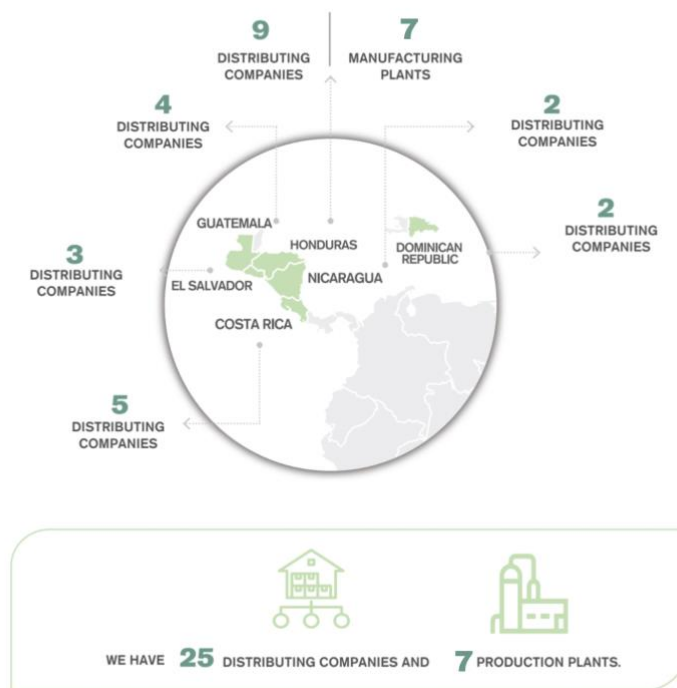 9
DISTRIBUTING
COMPANIES
7
MANUFACTURING
PLANTS
4
DISTRIBUTING
COMPANIES
2
DISTRIBUTING
COMPANIES
2
DISTRIBUTING
COMPANIES
3
DISTRIBUTING
COMPANIES
GUATEMALA
HONDURAS
DOMINICAN
REPUBLIC
EL SALVADOR
NICARAGUA
COSTA RICA
5
DISTRIBUTING
COMPANIES
WE HAVE 25 DISTRIBUTING COMPANIES AND 7 PRODUCTION PLANTS.